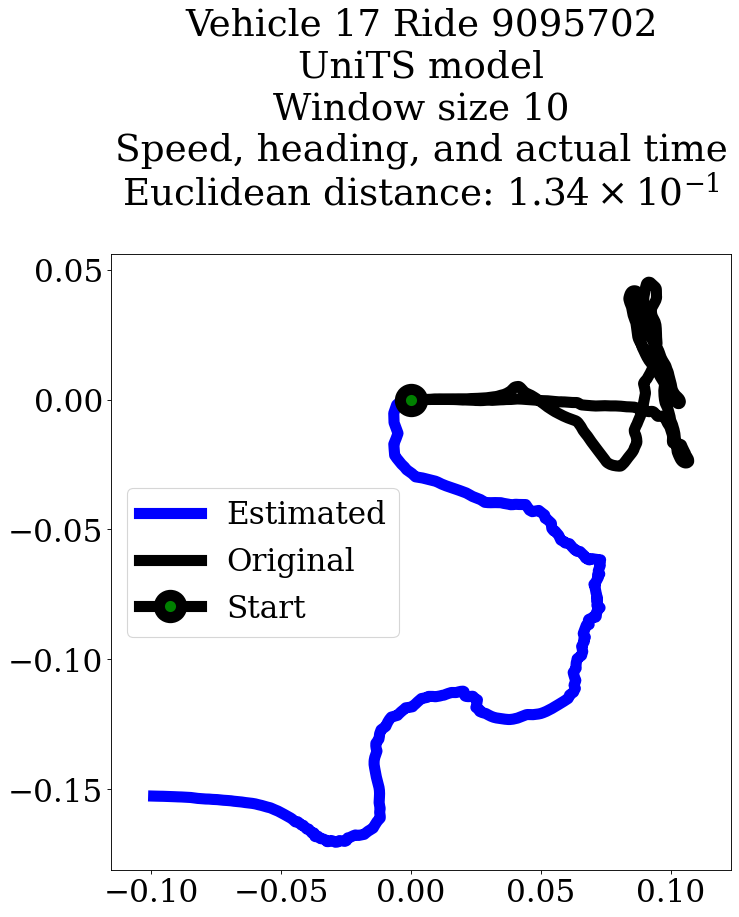 Vehicle 17 Ride 9095702
UniTS model
Window size 10
Speed, heading, and actual time
Euclidean distance: 1.34 × 10⁻¹
0.05
0.00
−0.05
−0.10
−0.15
Estimated
Original
Start
−0.10 −0.05 0.00 0.05 0.10